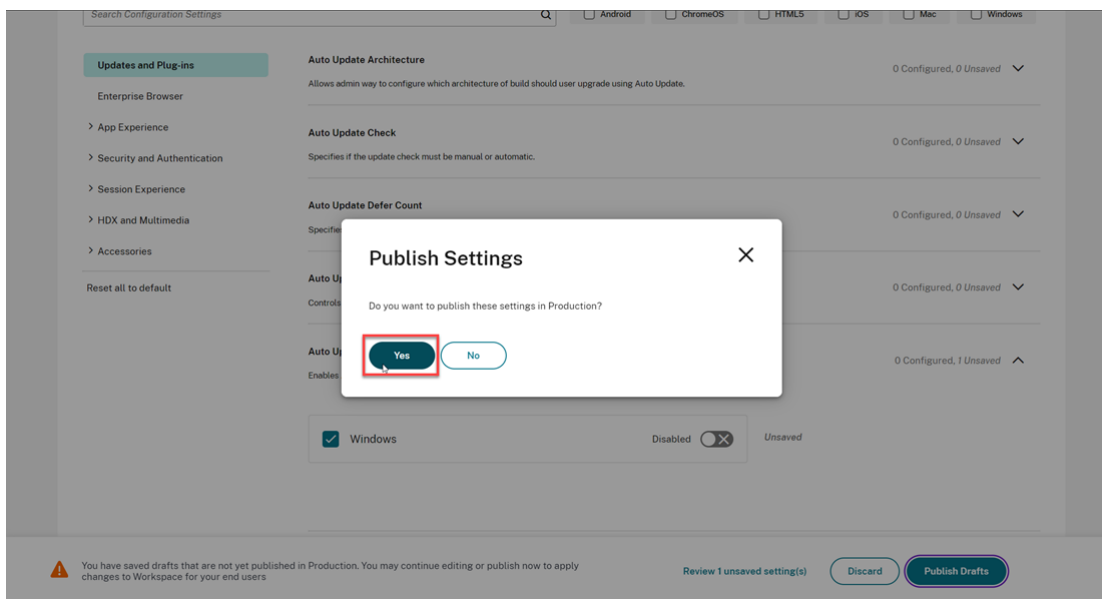 Search Configuration Settings
Android
ChromeOS
HTML5
iOS
Mac
Windows
Updates and Plug-ins
Enterprise Browser
App Experience
Security and Authentication
Session Experience
HDX and Multimedia
Accessories
Reset all to default
Auto Update Architecture
0 Configured, 0 Unsaved
Allows admin way to configure which architecture of build should user upgrade using Auto Update.
Auto Update Check
0 Configured, 0 Unsaved
Specifies if the update check must be manual or automatic.
Auto Update Defer Count
0 Configured, 0 Unsaved
Auto
0 Configured, 0 Unsaved
Controls
Auto
0 Configured, 1 Unsaved
Enables
Publish Settings
Do you want to publish these settings in Production?
Yes
No
Windows
Disabled
Unsaved
You have saved drafts that are not yet published in Production. You may continue editing or publish now to apply
changes to Workspace for your end users
Review 1 unsaved setting(s)
Discard
Publish Drafts